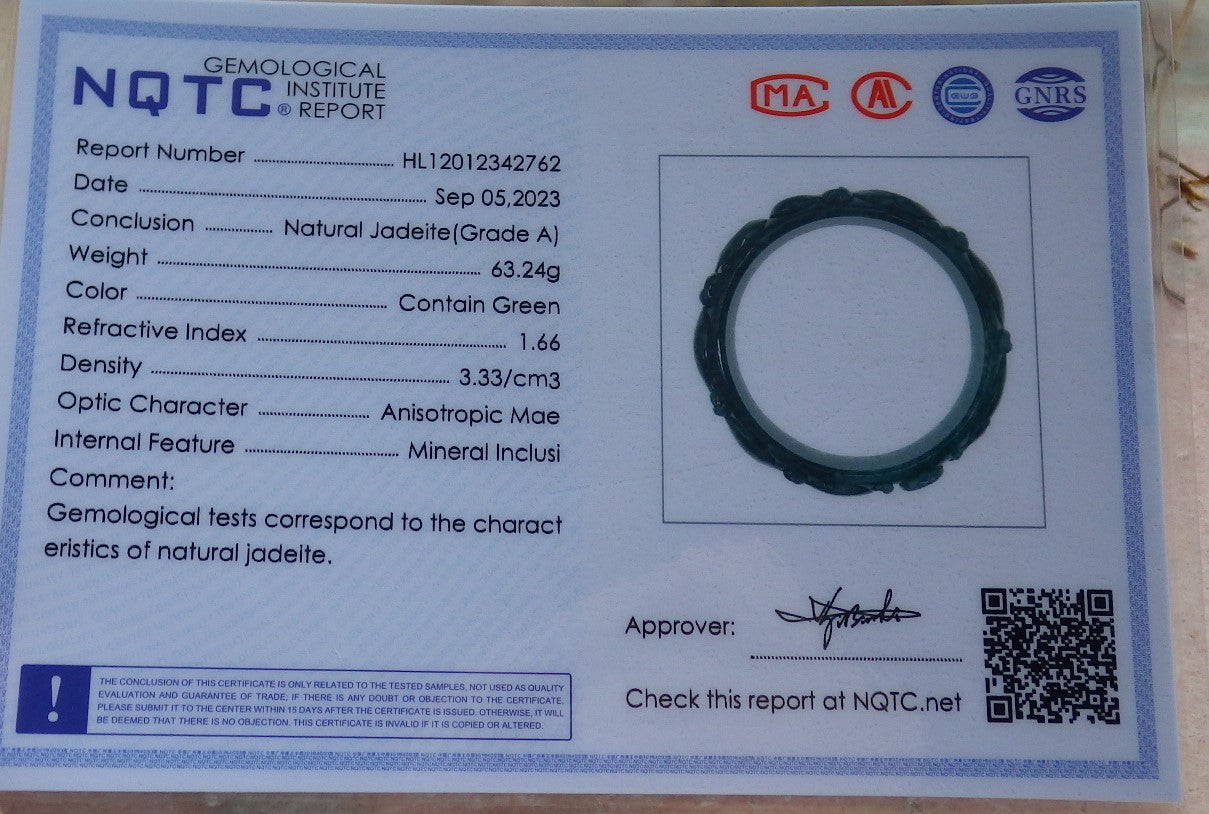 NQTC® GEMOLOGICAL INSTITUTE REPORT
MA
AL
CWG
GNRS
Report Number ........ HL12012342762
Date ........ Sep 05,2023
Conclusion ........ Natural Jadeite(Grade A)
Weight ........ 63.24g
Color ........ Contain Green
Refractive Index ........ 1.66
Density ........ 3.33/cm3
Optic Character ........ Anisotropic Mae
Internal Feature ........ Mineral Inclusi
Comment:
Gemological tests correspond to the charact
eristics of natural jadeite.
Approver:
Check this report at NQTC.net
!
THE CONCLUSION OF THIS CERTIFICATE IS ONLY RELATED TO THE TESTED SAMPLES, NOT USED AS QUALITY
EVALUATION AND GUARANTEE OF TRADE; IF THERE IS ANY DOUBT OR OBJECTION TO THE CERTIFICATE,
PLEASE SUBMIT IT TO THE CENTER WITHIN 15 DAYS AFTER THE CERTIFICATE IS ISSUED. OTHERWISE, IT WILL
BE DEEMED THAT THERE IS NO OBJECTION. THIS CERTIFICATE IS INVALID IF IT IS COPIED OR ALTERED.